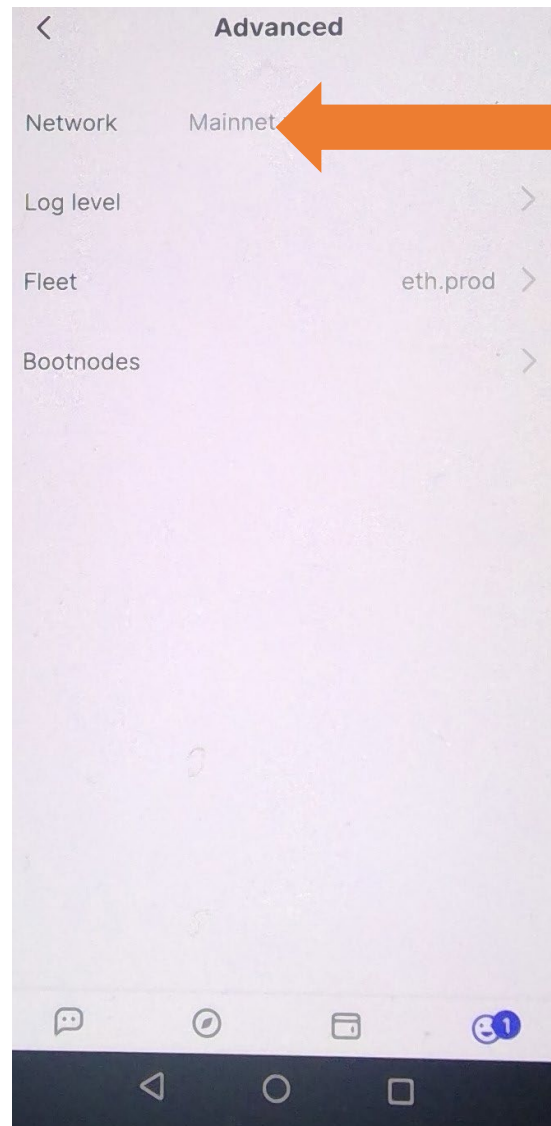 Advanced
Network Mainnet
Log level
Fleet eth.prod
Bootnodes
1